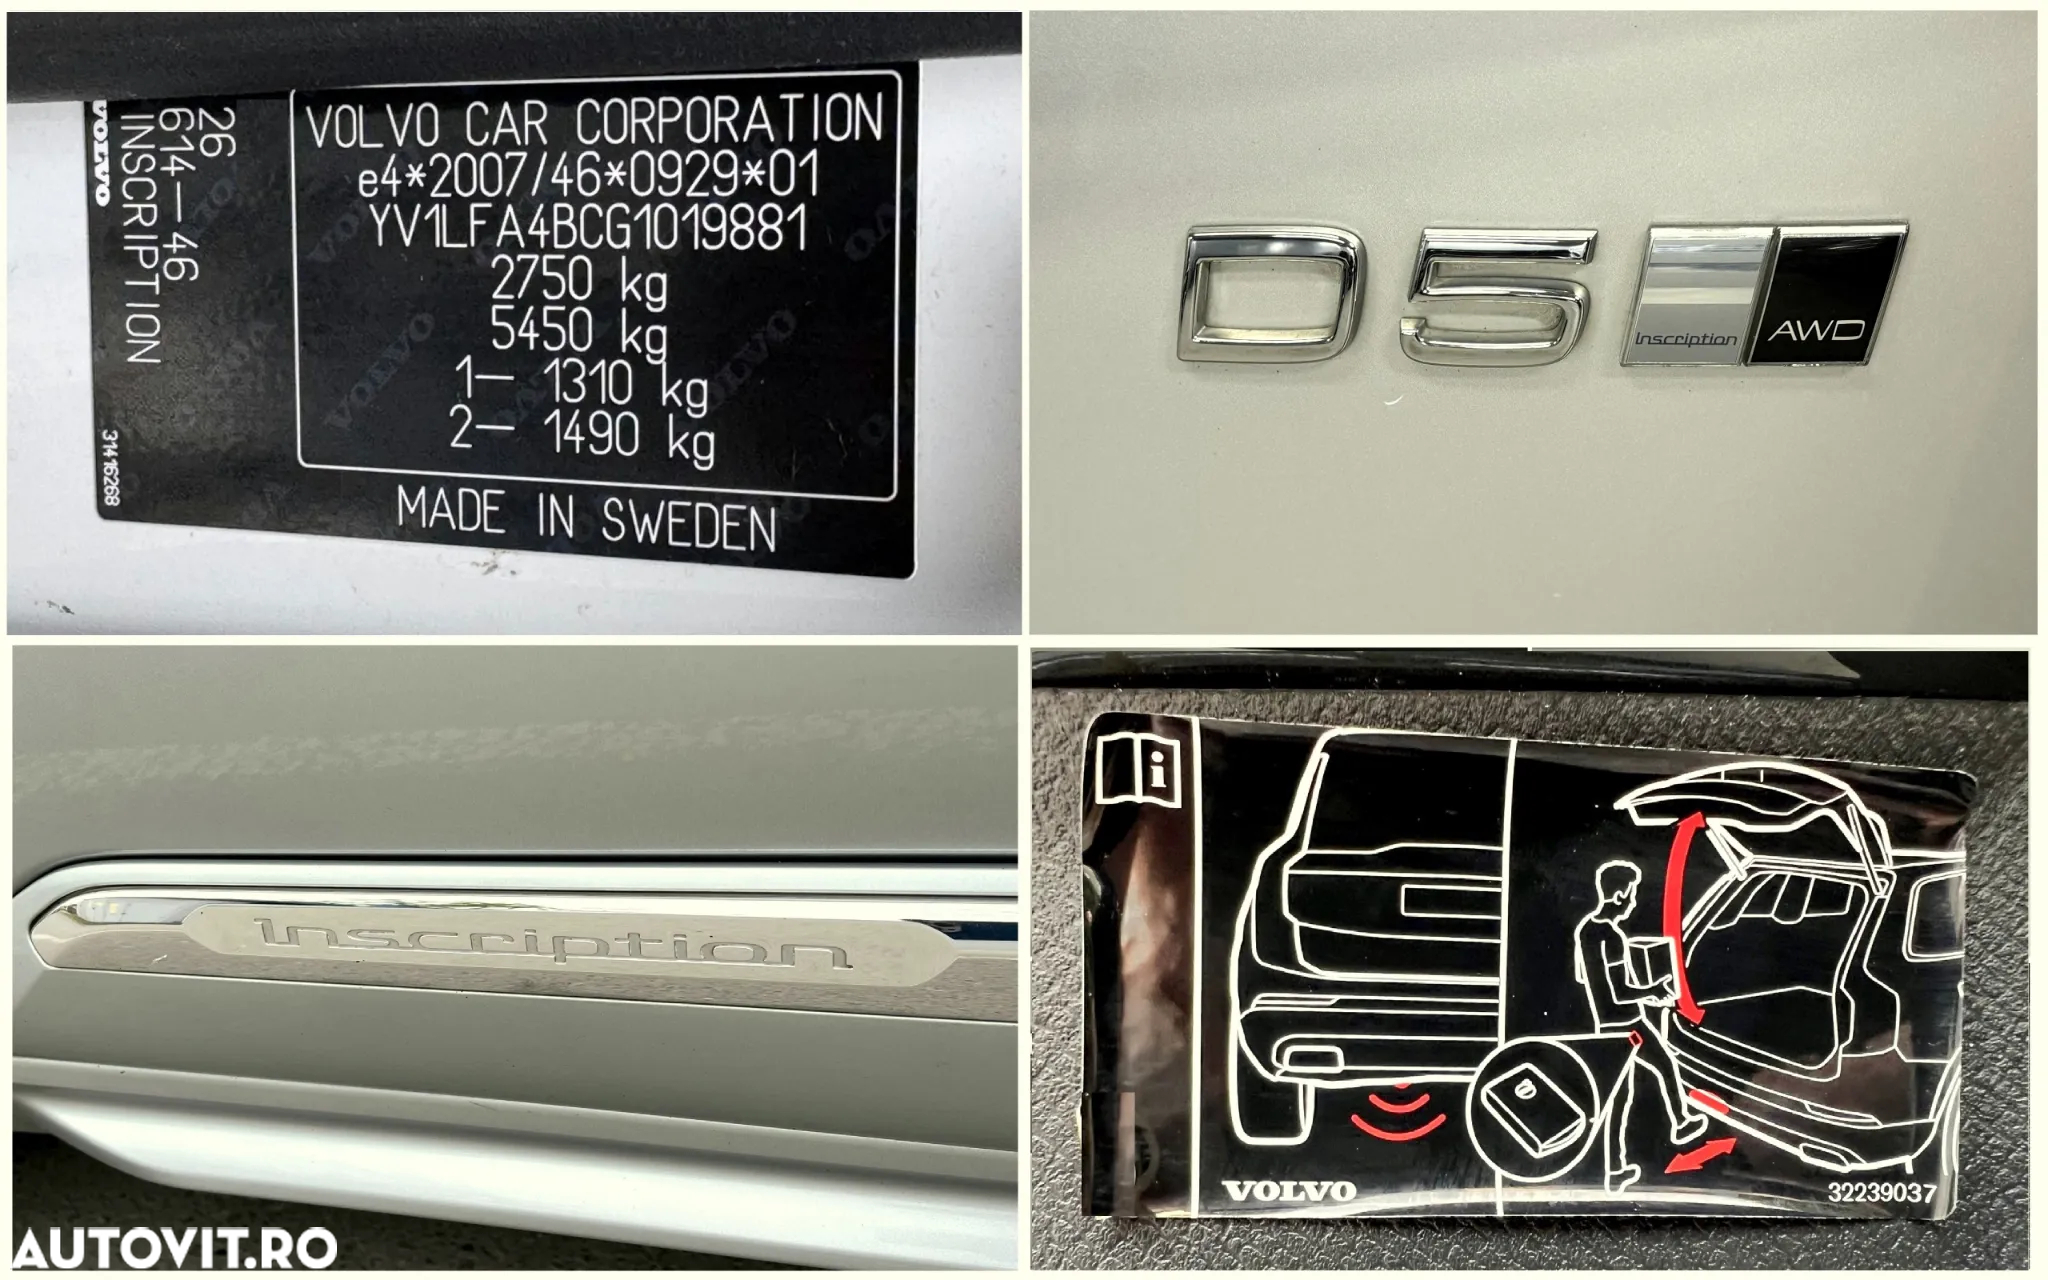 VOLVO CAR CORPORATION
e4*2007/46*0929*01
YV1LFA4BCG1019881
2750 kg
5450 kg
1- 1310 kg
2- 1490 kg
MADE IN SWEDEN
26
614-46
INSCRIPTION
VOLVO
31415268
D5
Inscription
AWD
Inscription
i
VOLVO
32239037
AUTOVIT.RO